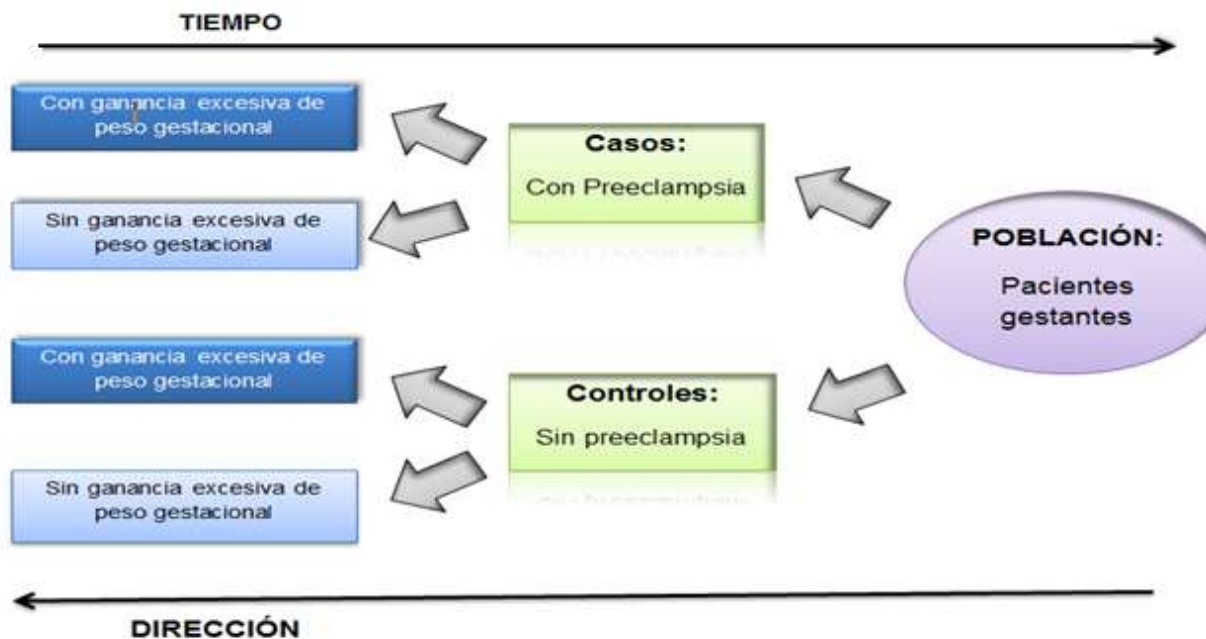 TIEMPO
Con ganancia excesiva de
peso gestacional
Casos:
Con Preeclampsia
Sin ganancia excesiva de
peso gestacional
POBLACIÓN:
Pacientes
gestantes
Con ganancia excesiva de
peso gestacional
Controles:
Sin preeclampsia
Sin ganancia excesiva de
peso gestacional
DIRECCIÓN